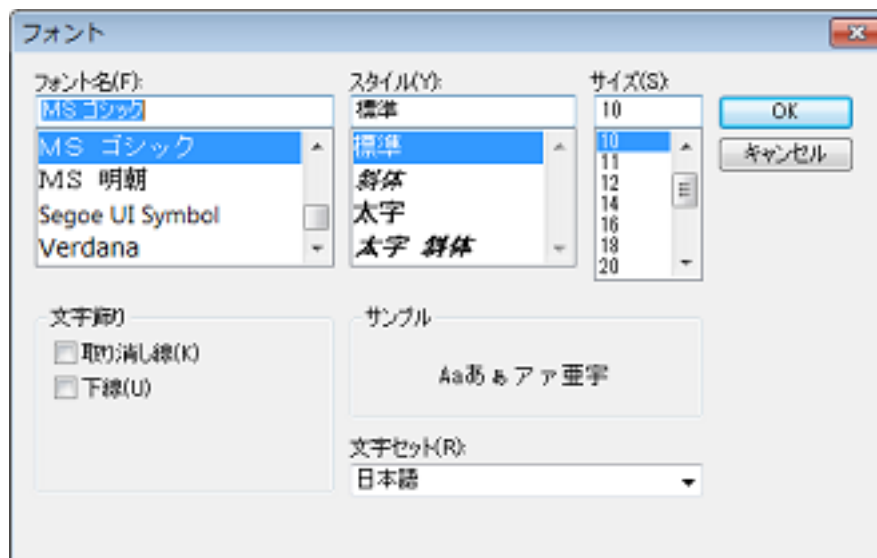 フォント
フォント名(F):
MS ゴシック
MS ゴシック
MS 明朝
Segoe UI Symbol
Verdana
スタイル(Y):
標準
標準
斜体
太字
太字 斜体
サイズ(S):
10
10
11
12
14
16
18
20
OK
キャンセル
文字飾り
取り消し線(K)
下線(U)
サンプル
Aaあぁアァ亜宇
文字セット(R):
日本語